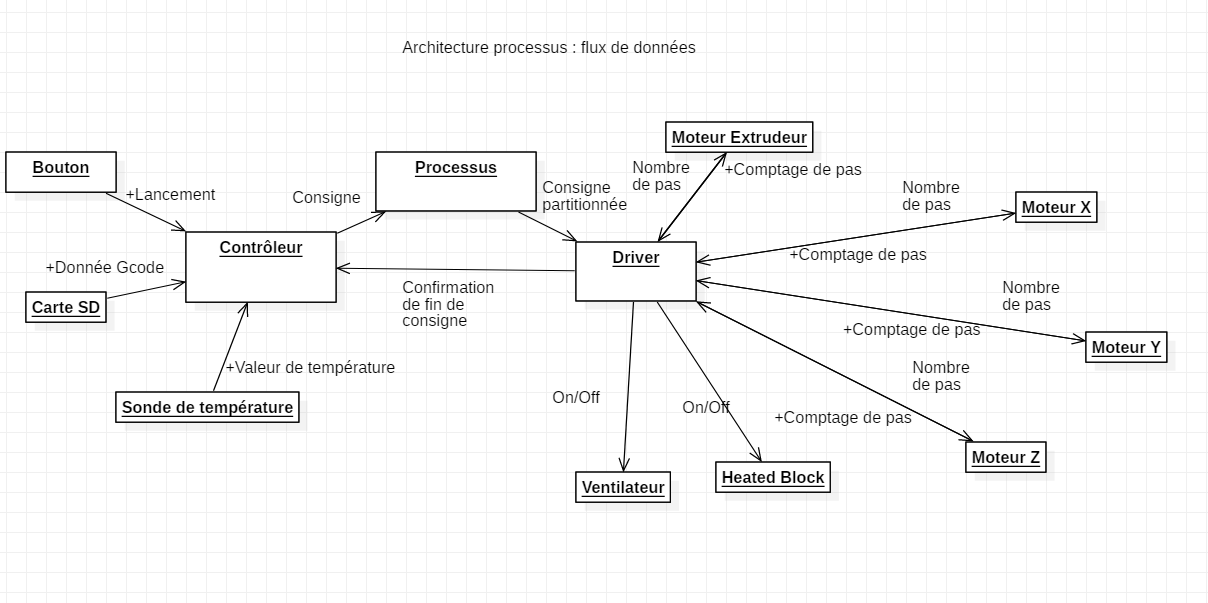 Architecture processus : flux de données
Moteur Extrudeur
Bouton
Processus
Nombre
de pas
+Comptage de pas
+Lancement
Consigne
Consigne
partitionnée
Nombre
de pas
Moteur X
Contrôleur
Driver
+Comptage de pas
+Donnée Gcode
Carte SD
Confirmation
de fin de
consigne
Nombre
de pas
+Comptage de pas
Moteur Y
+Valeur de température
Nombre
de pas
Sonde de température
On/Off
On/Off
+Comptage de pas
Moteur Z
Ventilateur
Heated Block